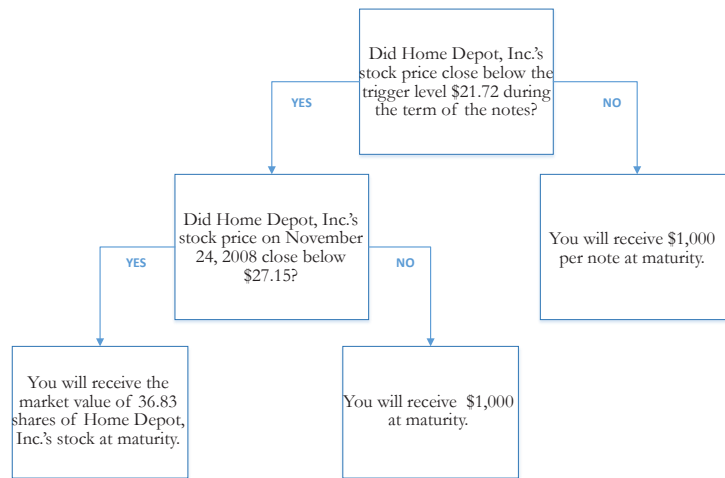 Did Home Depot, Inc.'s
stock price close below the
trigger level $21.72 during
the term of the notes?
YES
NO
Did Home Depot, Inc.'s
stock price on November
24, 2008 close below
$27.15?
You will receive $1,000
per note at maturity.
YES
NO
You will receive the
market value of 36.83
shares of Home Depot,
Inc.'s stock at maturity.
You will receive $1,000
at maturity.